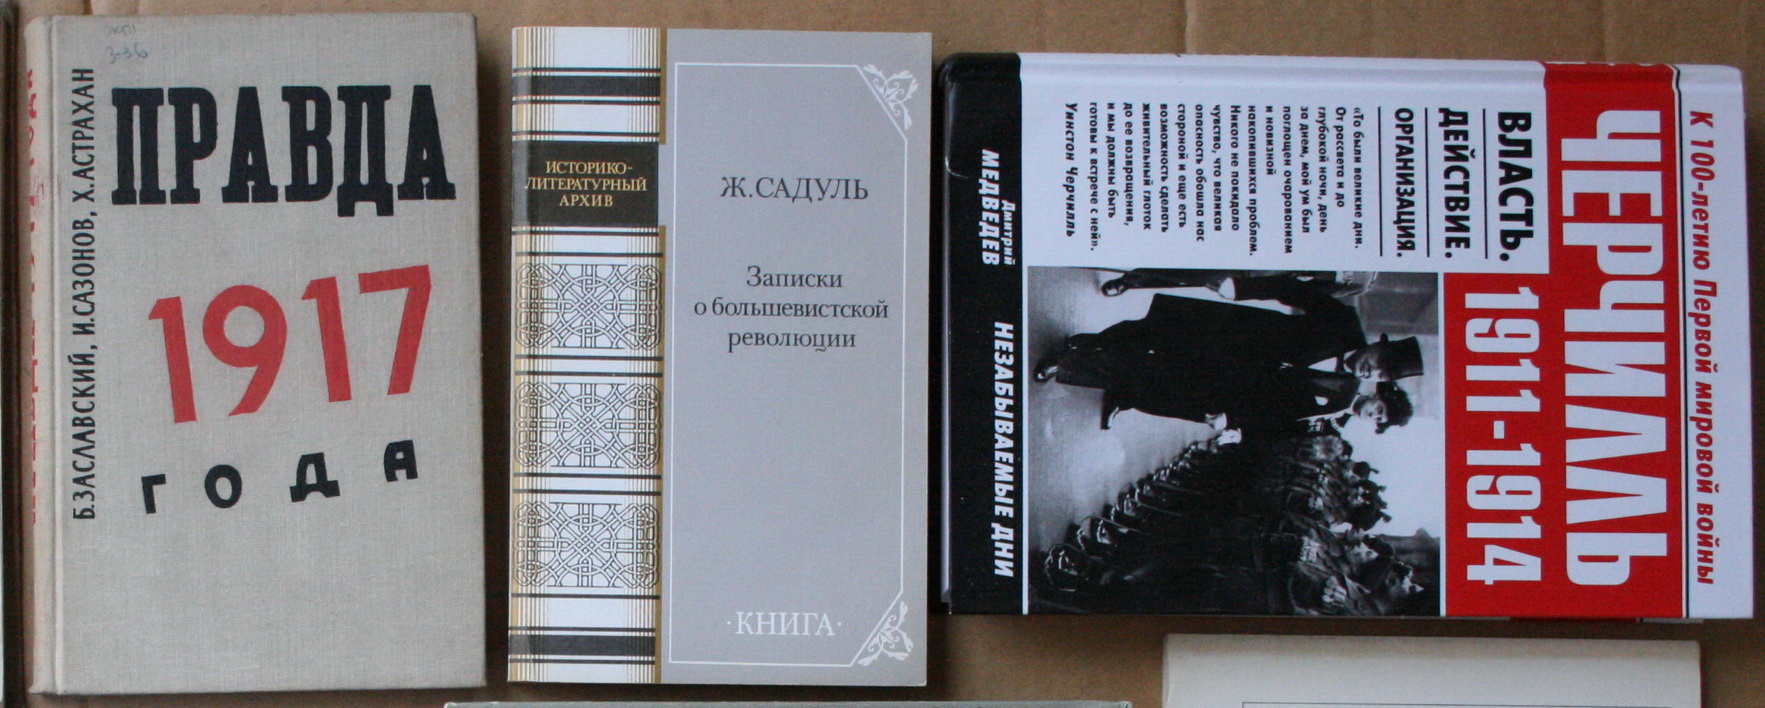 Б.ЗАСЛАВСКИЙ, И.САЗОНОВ, Х.АСТРАХАН
ПРАВДА
1917
ГОДА
ИСТОРИКО-
ЛИТЕРАТУРНЫЙ
АРХИВ
Ж.САДУЛЬ
Записки
о большевистской
революции
·КНИГА·
К 100-летию Первой мировой войны
ЧЕРЧИЛЛЬ
1911-1914
ВЛАСТЬ.
ДЕЙСТВИЕ.
ОРГАНИЗАЦИЯ.
«То были великие дни.
От рассвета и до
глубокой ночи, день
за днем, мой ум был
поглощен очарованием
и новизной
накопившихся проблем.
Никого не покидало
чувство, что великая
опасность обошла нас
стороной и еще есть
возможность сделать
живительный глоток
до ее возвращения,
и мы должны быть
готовы к встрече с ней».
Уинстон Черчилль
Дмитрий
МЕДВЕДЕВ
НЕЗАБЫВАЕМЫЕ ДНИ